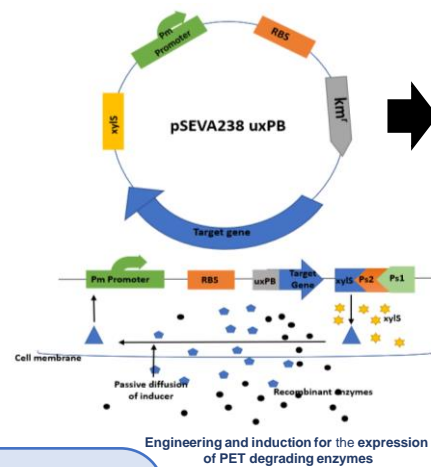 Pm
Promoter
RBS
xylS
pSEVA238 uxPB
kmʳ
Target gene
Pm Promoter
RBS
uxPB
Target
Gene
xylS
Ps2
Ps1
xylS
Cell membrane
Passive diffusion
of inducer
Recombinant enzymes
Engineering and induction for the expression
of PET degrading enzymes